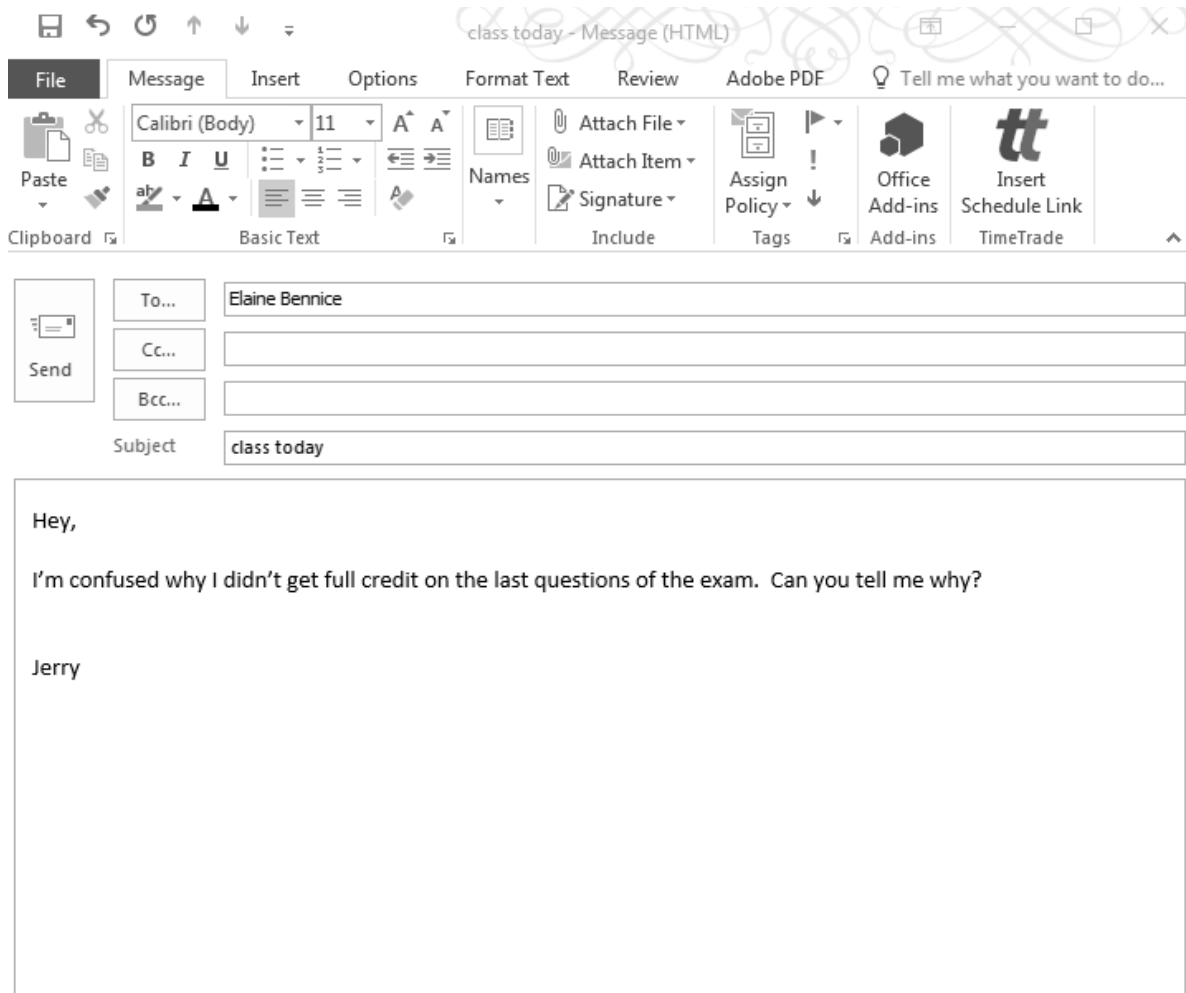 class today - Message (HTML)
File Message Insert Options Format Text Review Adobe PDF Tell me what you want to do...
Calibri (Body) 11 A A
Attach File
B I U
Attach Item
Paste
Names
Assign Policy
Office Add-ins
Insert Schedule Link
aby A
Signature
Clipboard Basic Text Include Tags Add-ins TimeTrade
To... Elaine Bennice
Cc...
Send
Bcc...
Subject class today
Hey,
I'm confused why I didn't get full credit on the last questions of the exam.  Can you tell me why?
Jerry